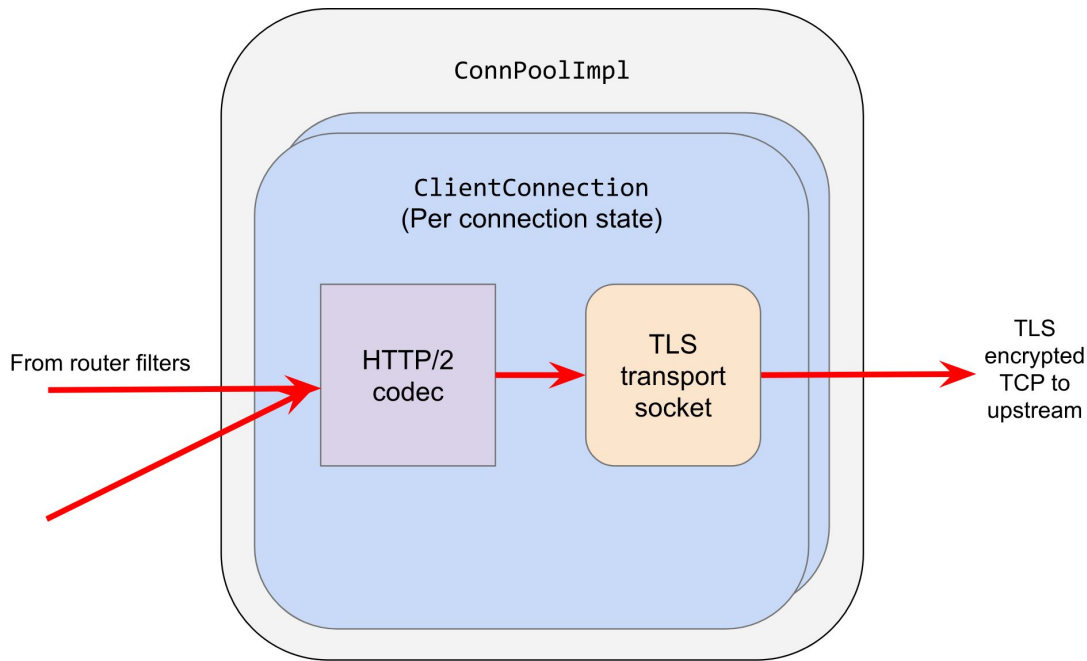 ConnPoolImpl
ClientConnection
(Per connection state)
From router filters
HTTP/2
codec
TLS
transport
socket
TLS
encrypted
TCP to
upstream